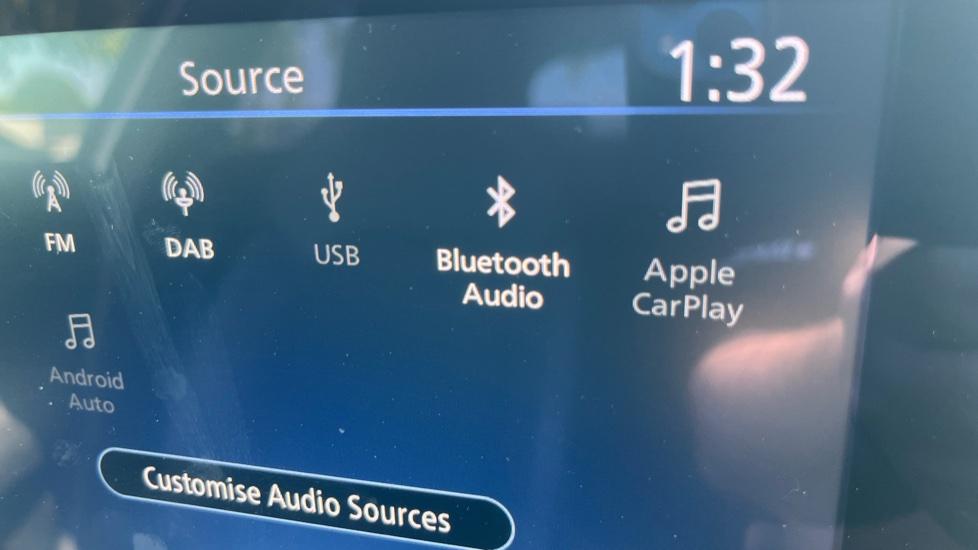 Source
1:32
FM
DAB
USB
Bluetooth
Audio
Apple
CarPlay
Android
Auto
Customise Audio Sources